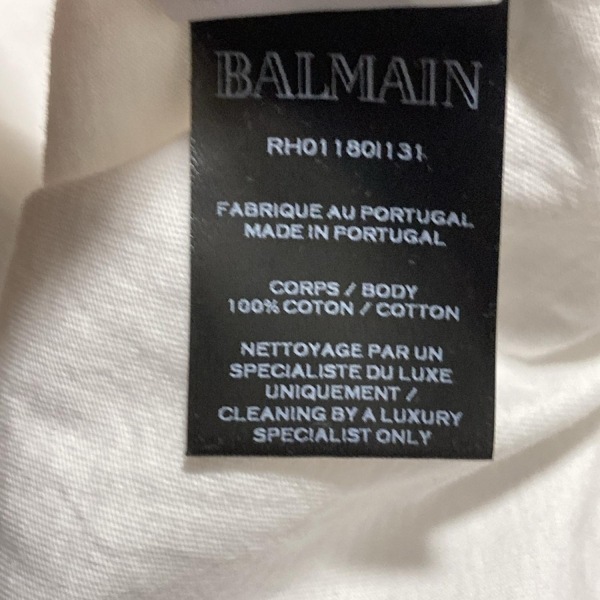 BALMAIN
RH01180I131
FABRIQUE AU PORTUGAL
MADE IN PORTUGAL
CORPS / BODY
100% COTON / COTTON
NETTOYAGE PAR UN
SPECIALISTE DU LUXE
UNIQUEMENT /
CLEANING BY A LUXURY
SPECIALIST ONLY